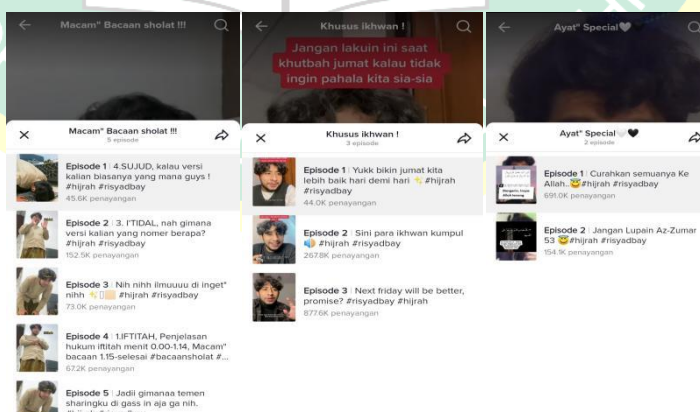 Macam" Bacaan sholat !!!
Macam" Bacaan sholat !!!
5 episode
Episode 1 | 4.SUJUD, kalau versi
kalian biasanya yang mana guys !
#hijrah #risyadbay
45.6K penayangan
Episode 2 | 3. I'TIDAL, nah gimana
versi kalian yang nomer berapa?
#hijrah #risyadbay
152.5K penayangan
Episode 3 | Nih nihh ilmuuuu di inget"
nihh ✨🏻 #hijrah #risyadbay
73.0K penayangan
Episode 4 | 1.IFTITAH, Penjelasan
hukum iftitah menit 0.00-1.14, Macam"
bacaan 1.15-selesai #bacaansholat #...
67.2K penayangan
Episode 5 | Jadii gimanaa temen
sharingku di gass in aja ga nih,
Khusus ikhwan !
Jangan lakuin ini saat
khutbah jumat kalau tidak
ingin pahala kita sia-sia
Khusus ikhwan !
3 episode
Episode 1 | Yukk bikin jumat kita
lebih baik hari demi hari ✨ #hijrah
#risyadbay
44.0K penayangan
Episode 2 | Sini para ikhwan kumpul
#hijrah #risyadbay
267.8K penayangan
Episode 3 | Next friday will be better,
promise? #risyadbay #hijrah
877.6K penayangan
Ayat" Special🤍🖤
Ayat" Special🤍🖤
2 episode
Episode 1 | Curahkan semuanya Ke
Allah..😇#hijrah #risyadbay
691.0K penayangan
Episode 2 | Jangan Lupain Az-Zumar
53 😇#hijrah #risyadbay
154.1K penayangan